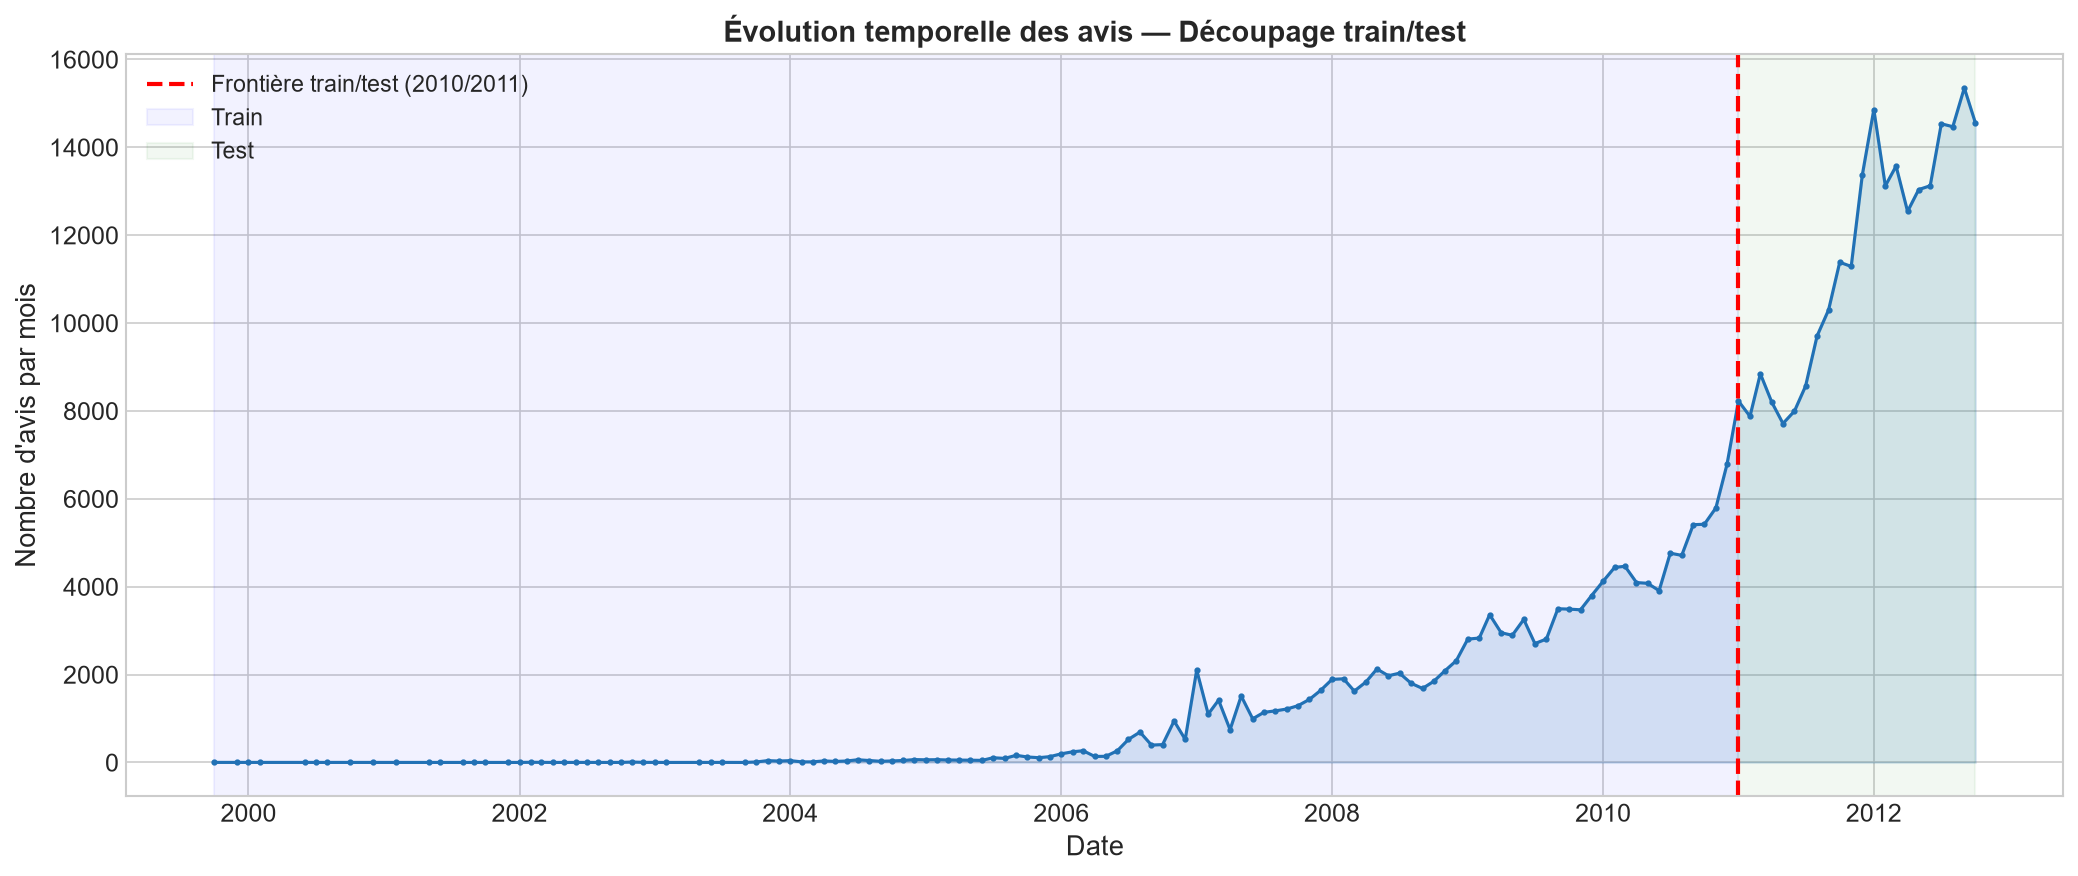 Évolution temporelle des avis — Découpage train/test
Frontière train/test (2010/2011)
Train
Test
Nombre d'avis par mois
16000
14000
12000
10000
8000
6000
4000
2000
0
2000 2002 2004 2006 2008 2010 2012
Date